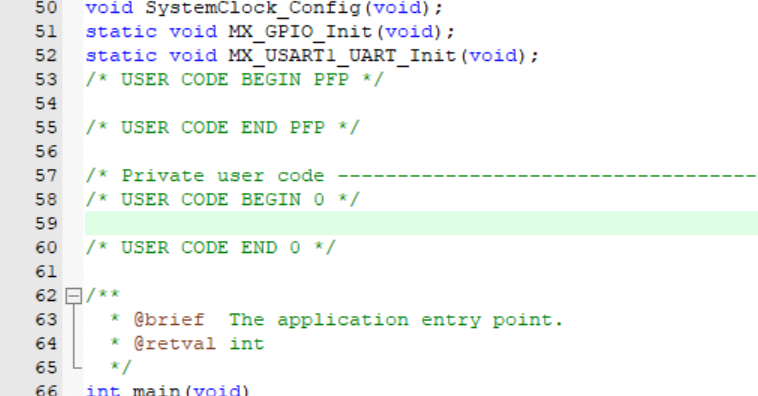 50 void SystemClock_Config(void);
51 static void MX_GPIO_Init(void);
52 static void MX_USART1_UART_Init(void);
53 /* USER CODE BEGIN PFP */
54
55 /* USER CODE END PFP */
56
57 /* Private user code -----------------------------------
58 /* USER CODE BEGIN 0 */
59
60 /* USER CODE END 0 */
61
62 /**
63 * @brief  The application entry point.
64 * @retval int
65 */
66 int main(void)